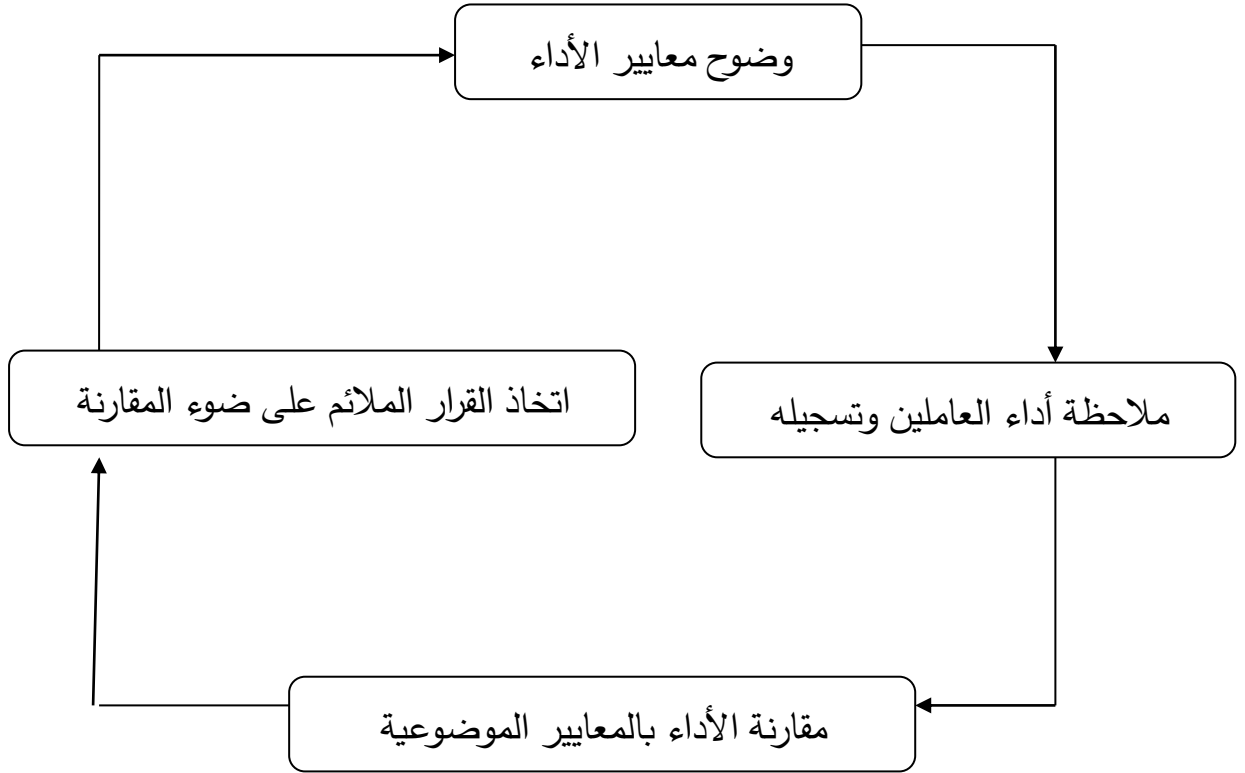 وضوح معايير الأداء
اتخاذ القرار الملائم على ضوء المقارنة
ملاحظة أداء العاملين وتسجيله
مقارنة الأداء بالمعايير الموضوعية